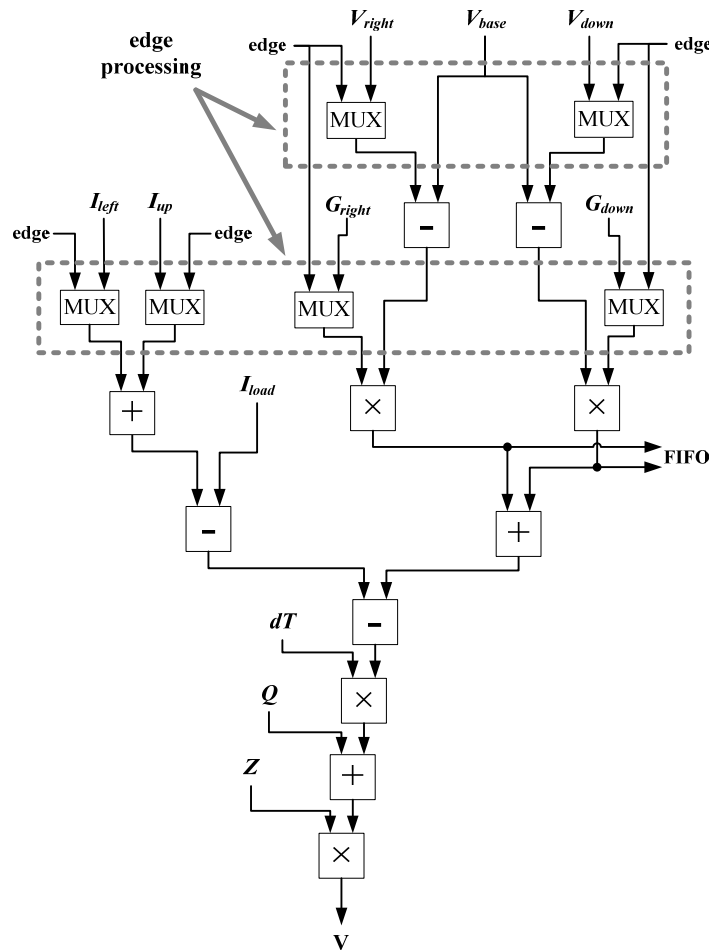 edge
processing
edge
V_right
V_base
V_down
edge
MUX
MUX
I_left
I_up
G_right
-
-
G_down
edge
edge
MUX
MUX
MUX
MUX
+
I_load
×
×
FIFO
-
+
-
dT
×
Q
+
Z
×
V